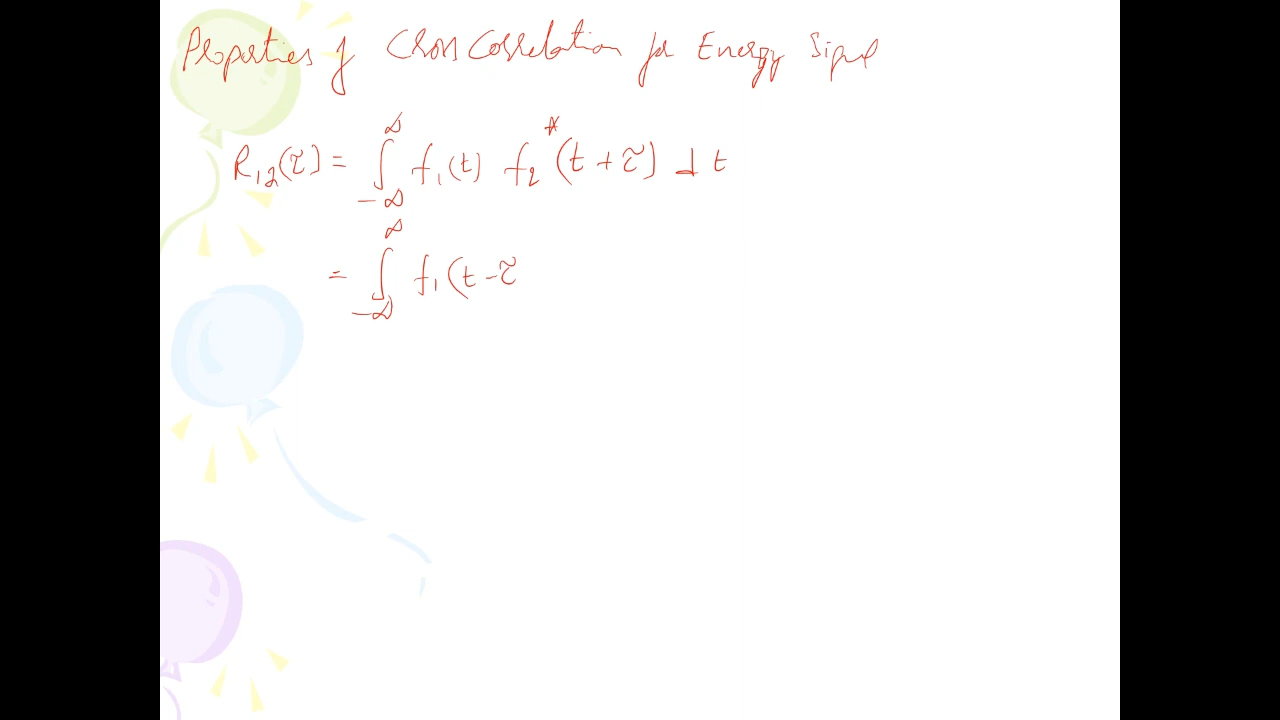 Properties of Cross Correlation for Energy Signal
R₁₂(τ) = ∫_{-∞}^{∞} f₁(t) f₂*(t + τ) dt
= ∫_{-∞}^{∞} f₁(t - τ